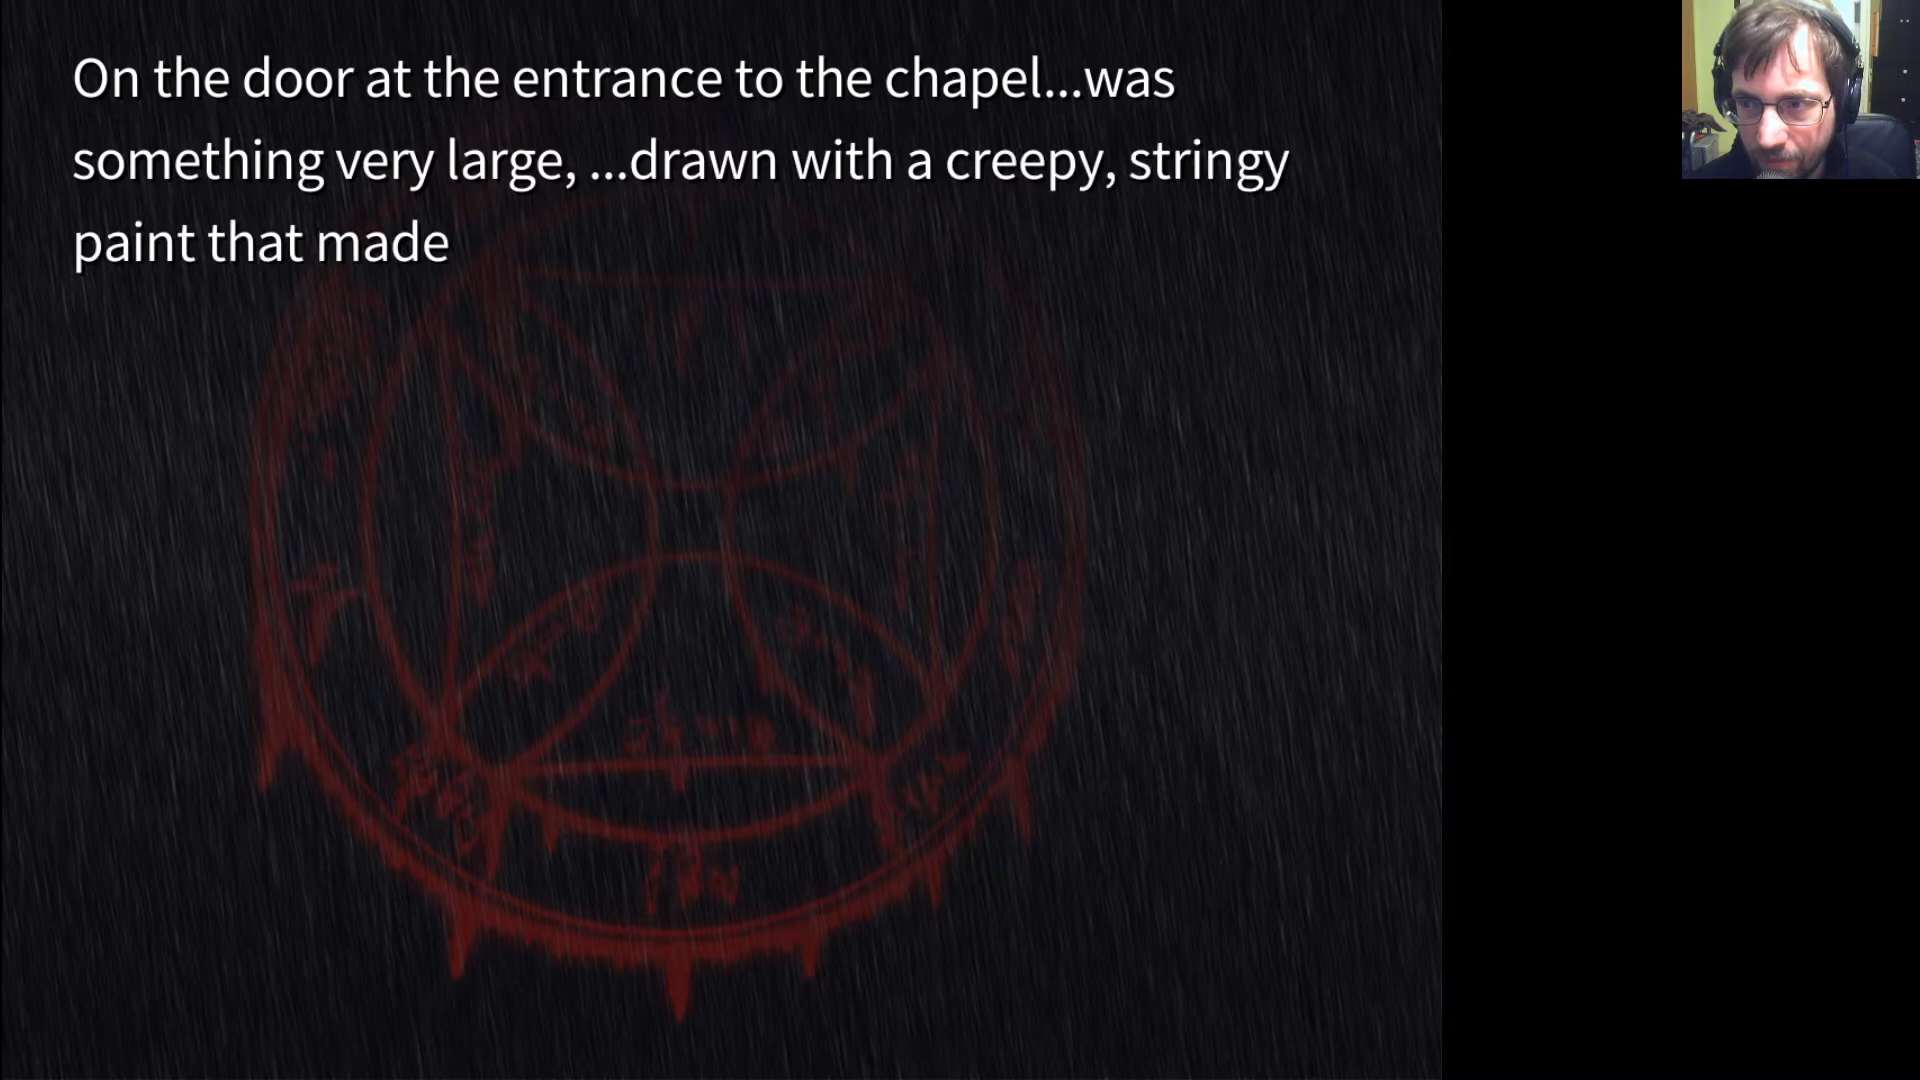 On the door at the entrance to the chapel...was
something very large, ...drawn with a creepy, stringy
paint that made